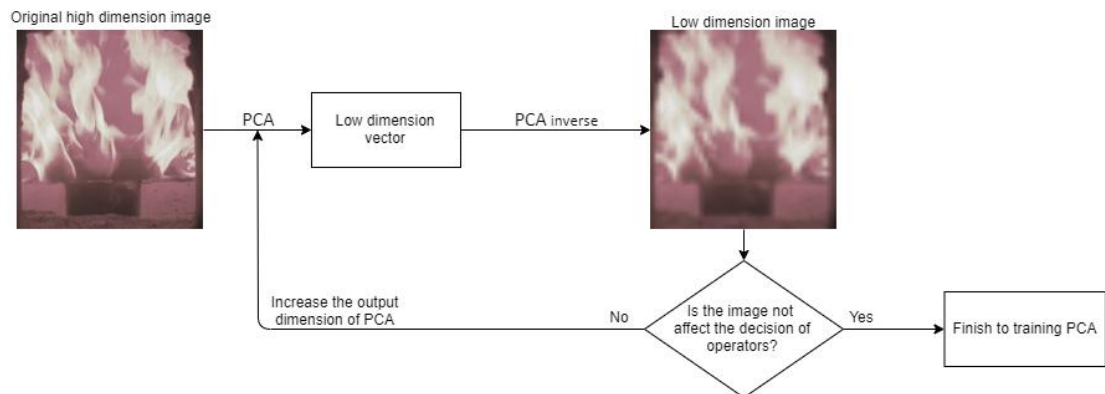 Original high dimension image
Low dimension image
PCA
Low dimension
vector
PCA inverse
Increase the output
dimension of PCA
No
Is the image not
affect the decision of
operators?
Yes
Finish to training PCA